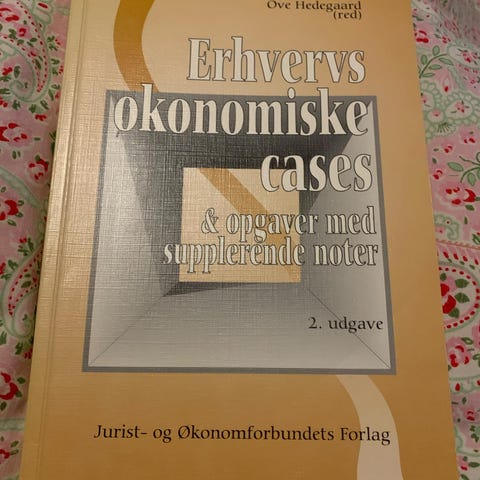 Ove Hedegaard
(red)
Erhvervs
økonomiske
cases
& opgaver med
supplerende noter
2. udgave
Jurist- og Økonomforbundets Forlag